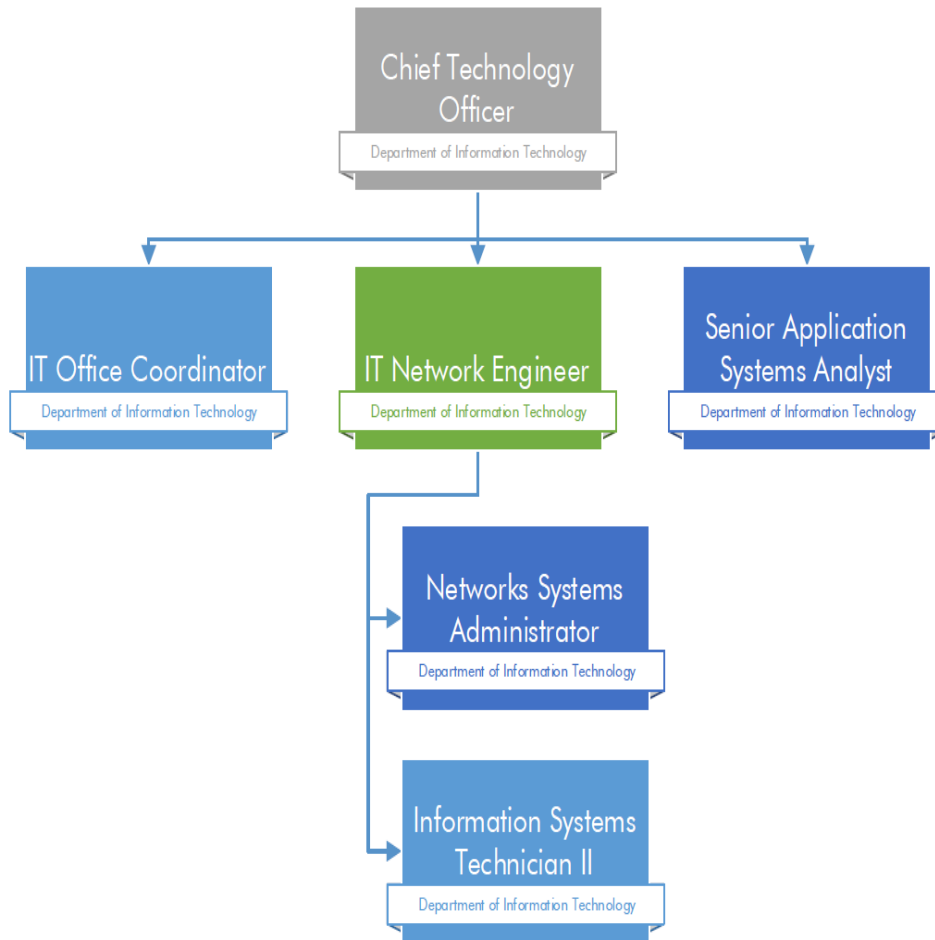 Chief Technology
Officer
Department of Information Technology
IT Office Coordinator
Department of Information Technology
IT Network Engineer
Department of Information Technology
Senior Application
Systems Analyst
Department of Information Technology
Networks Systems
Administrator
Department of Information Technology
Information Systems
Technician II
Department of Information Technology